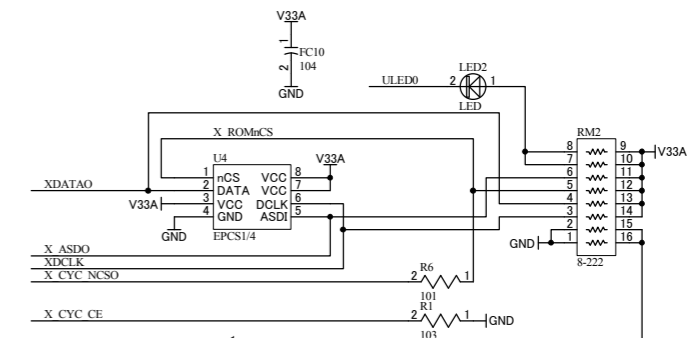 V33A
1
FC10
2
104
GND
LED2
ULED0
2
1
LED
RM2
X_ROMnCS
8
9
V33A
7
10
U4
V33A
6
11
1
nCS
VCC
8
5
12
XDATAO
2
DATA
VCC
7
4
13
V33A
3
VCC
DCLK
6
3
14
4
GND
ASDI
5
2
15
GND
EPCS1/4
GND
1
16
X_ASDO
8-222
XDCLK
R6
X_CYC_NCSO
2
1
101
R1
X_CYC_CE
2
1
GND
103